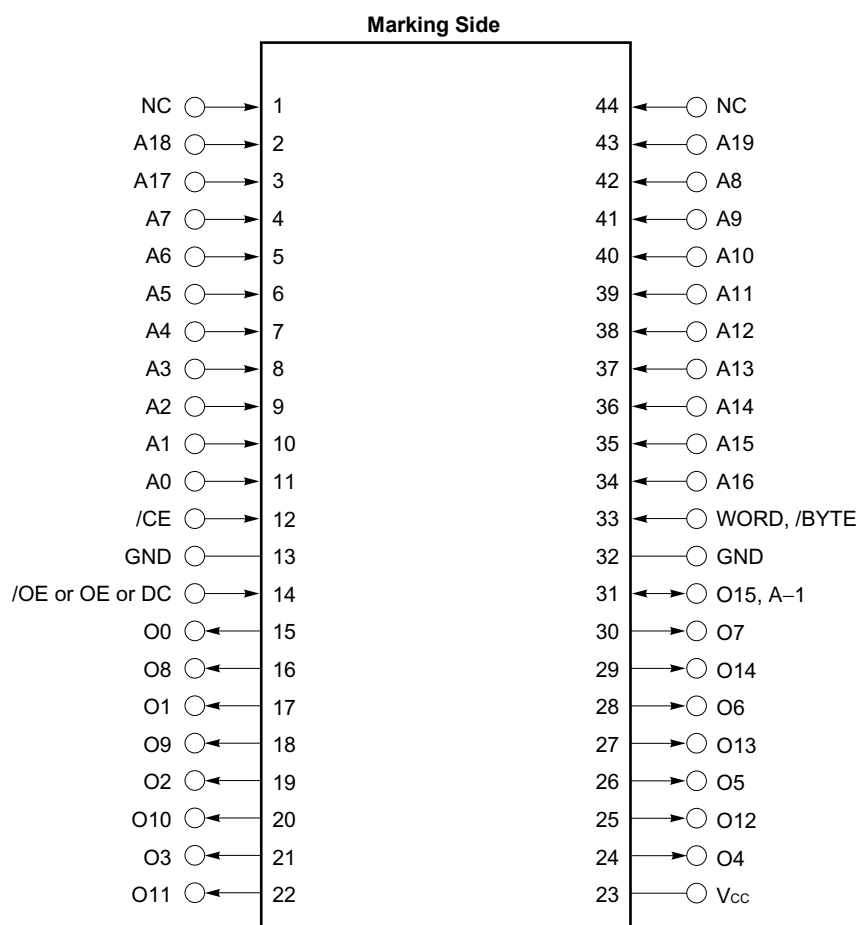 Marking Side
NC 1 44 NC
A18 2 43 A19
A17 3 42 A8
A7 4 41 A9
A6 5 40 A10
A5 6 39 A11
A4 7 38 A12
A3 8 37 A13
A2 9 36 A14
A1 10 35 A15
A0 11 34 A16
/CE 12 33 WORD, /BYTE
GND 13 32 GND
/OE or OE or DC 14 31 O15, A−1
O0 15 30 O7
O8 16 29 O14
O1 17 28 O6
O9 18 27 O13
O2 19 26 O5
O10 20 25 O12
O3 21 24 O4
O11 22 23 Vcc